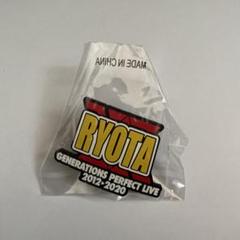 MADE IN CHINA
RYOTA
GENERATIONS PERFECT LIVE
2012-2020